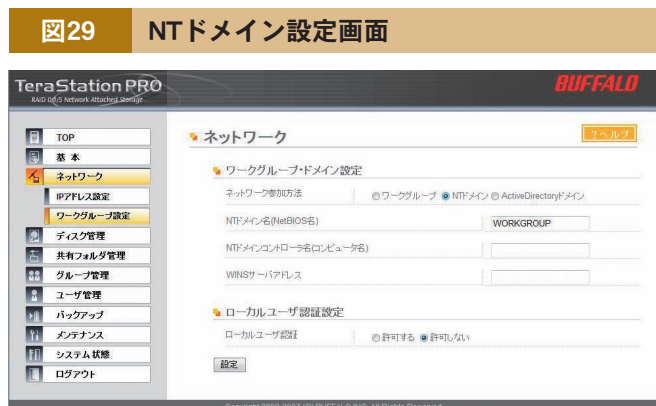 図29 NTドメイン設定画面
TeraStation PRO
BUFFALO
RAID 0/1/5 Network Attached Storage
TOP
基本
ネットワーク
IPアドレス設定
ワークグループ設定
ディスク管理
共有フォルダ管理
グループ管理
ユーザ管理
バックアップ
メンテナンス
システム状態
ログアウト
ネットワーク
?ヘルプ
ワークグループ・ドメイン設定
ネットワーク参加方法 ワークグループ NTドメイン ActiveDirectoryドメイン
NTドメイン名(NetBIOS名) WORKGROUP
NTドメインコントローラ名(コンピュータ名)
WINSサーバアドレス
ローカルユーザ認証設定
ローカルユーザ認証 許可する 許可しない
設定